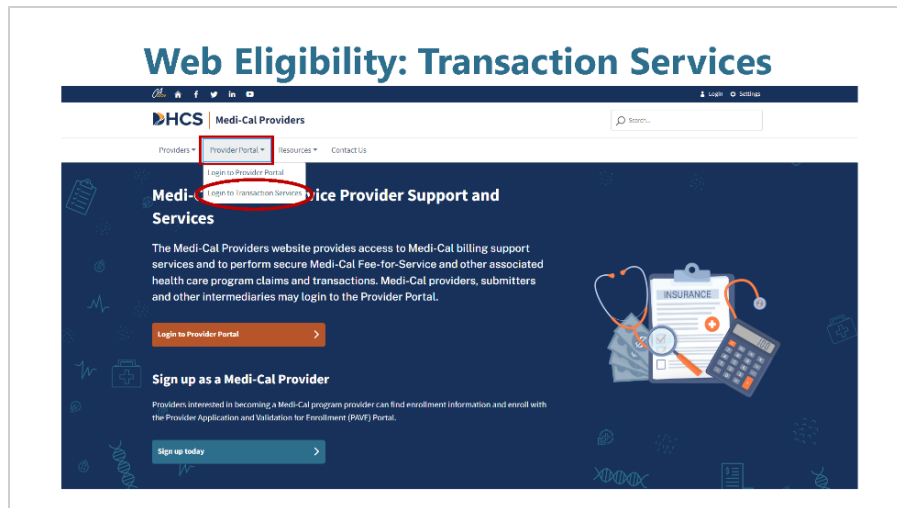 Web Eligibility: Transaction Services
Login Settings
HCS Medi-Cal Providers
Search...
Providers Provider Portal Resources Contact Us
Login to Provider Portal
Login to Transaction Services
Medi- vice Provider Support and
Services
The Medi-Cal Providers website provides access to Medi-Cal billing support
services and to perform secure Medi-Cal Fee-for-Service and other associated
health care program claims and transactions. Medi-Cal providers, submitters
and other intermediaries may login to the Provider Portal.
INSURANCE
Login to Provider Portal
Sign up as a Medi-Cal Provider
Providers interested in becoming a Medi-Cal program provider can find enrollment information and enroll with
the Provider Application and Validation for Enrollment (PAVE) Portal.
Sign up today